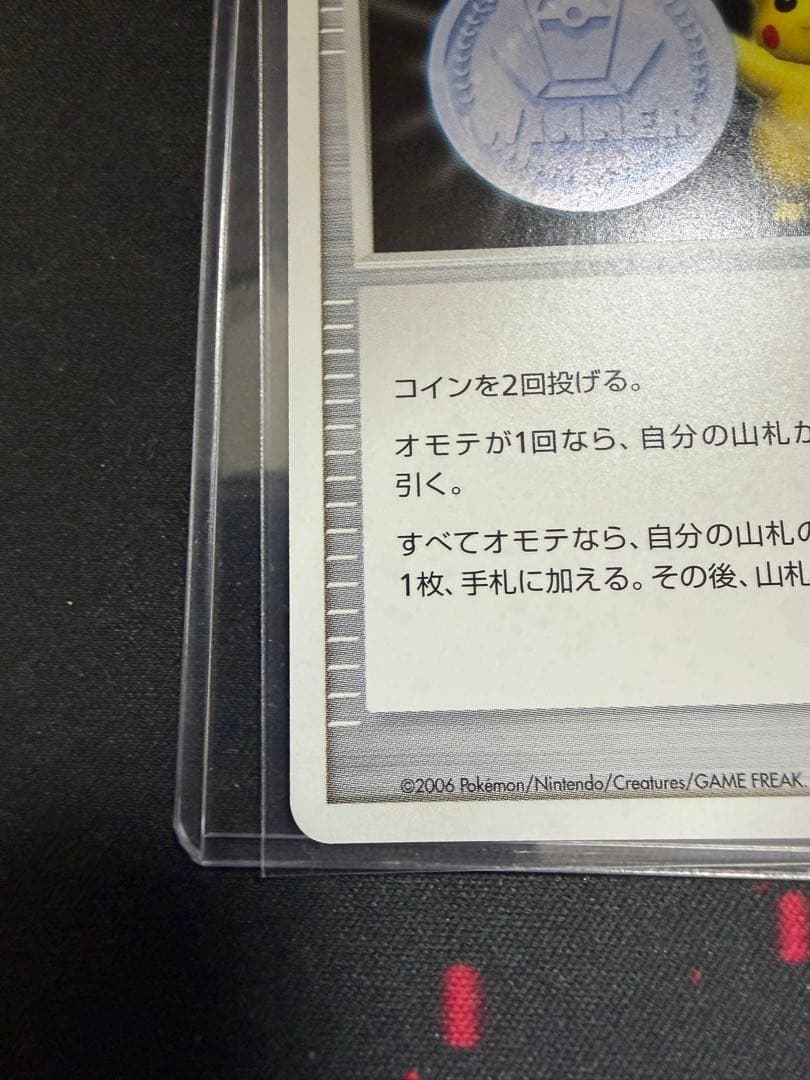 WINNER
コインを2回投げる。
オモテが1回なら、自分の山札か
引く。
すべてオモテなら、自分の山札の
1枚、手札に加える。その後、山札
©2006 Pokémon/Nintendo/Creatures/GAME FREAK.